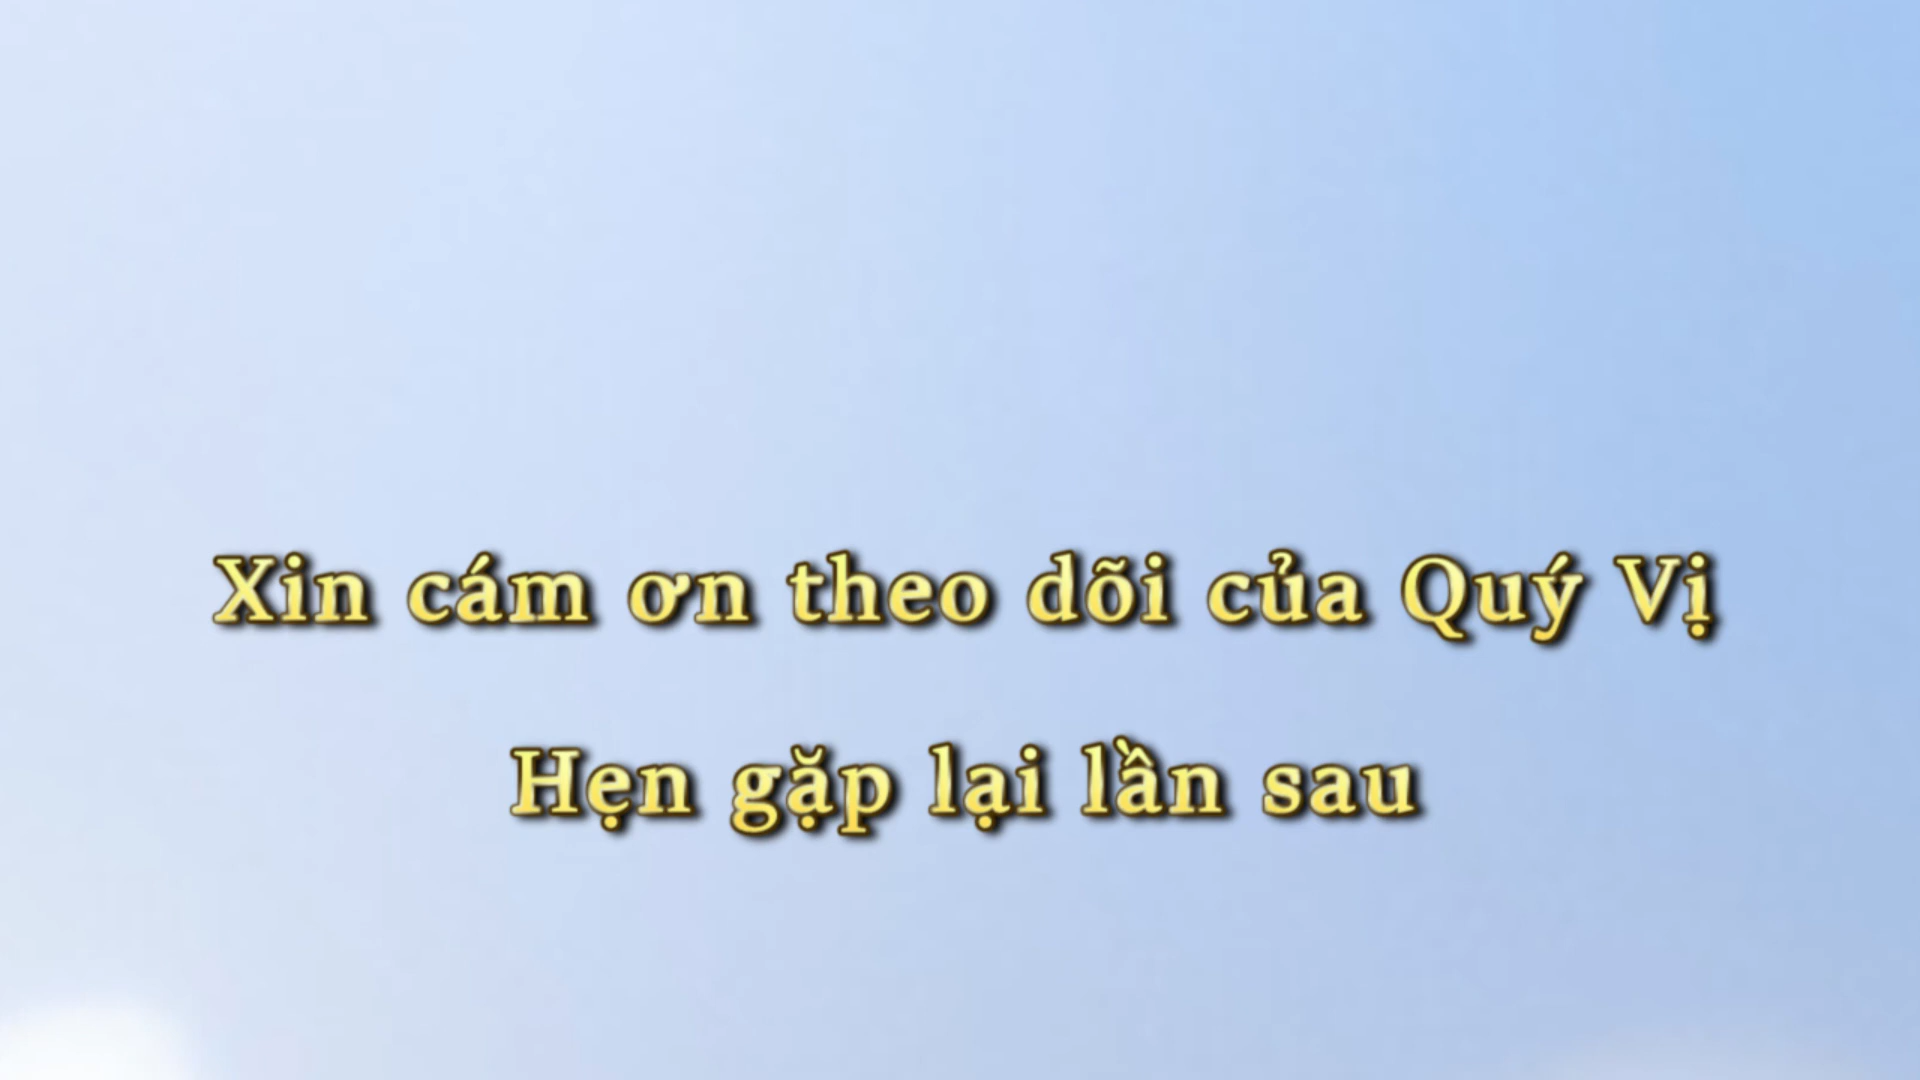 Xin cám ơn theo dõi của Quý Vị
Hẹn gặp lại lần sau